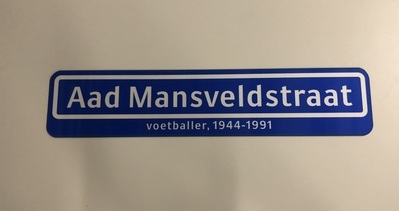 Aad Mansveldstraat
voetballer, 1944-1991